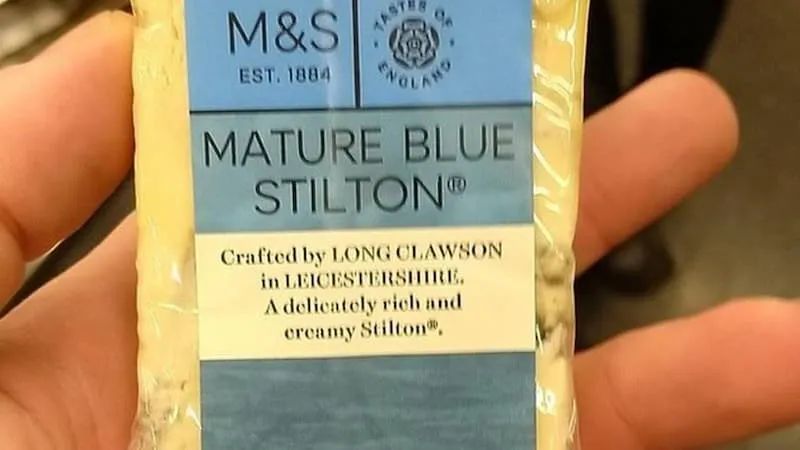 M&S
EST. 1884
TASTES OF
ENGLAND
MATURE BLUE
STILTON®
Crafted by LONG CLAWSON
in LEICESTERSHIRE.
A delicately rich and
creamy Stilton®.